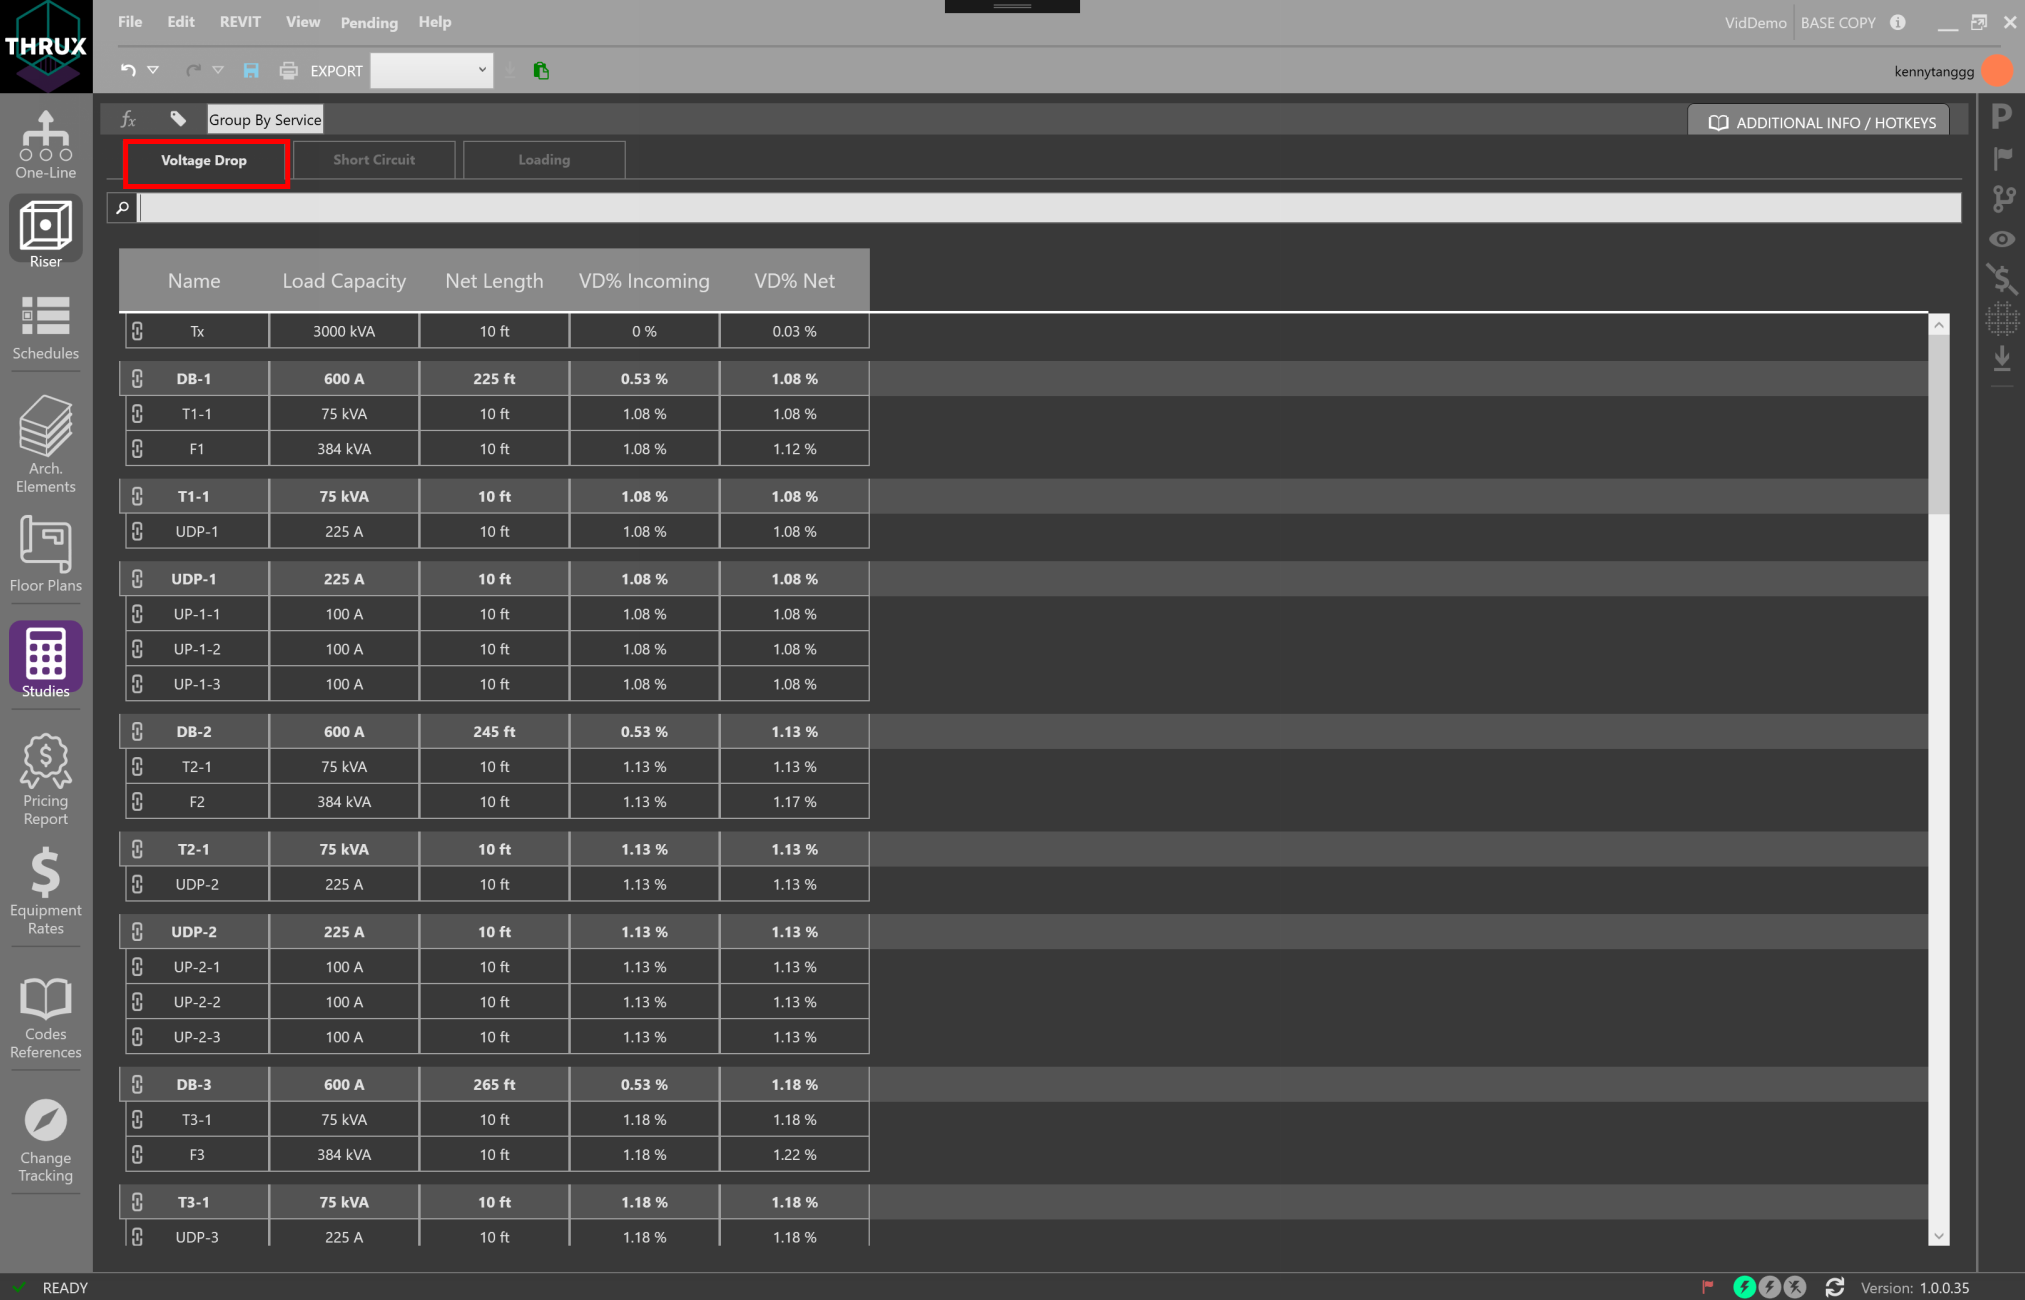 THRUX
File Edit REVIT View Pending Help
VidDemo BASE COPY
EXPORT
kennytanggg
fx Group By Service
ADDITIONAL INFO / HOTKEYS
Voltage Drop Short Circuit Loading
One-Line
Riser
Schedules
Arch.
Elements
Floor Plans
Studies
Pricing
Report
Equipment
Rates
Codes
References
Change
Tracking
Name Load Capacity Net Length VD% Incoming VD% Net
Tx 3000 kVA 10 ft 0 % 0.03 %
DB-1 600 A 225 ft 0.53 % 1.08 %
T1-1 75 kVA 10 ft 1.08 % 1.08 %
F1 384 kVA 10 ft 1.08 % 1.12 %
T1-1 75 kVA 10 ft 1.08 % 1.08 %
UDP-1 225 A 10 ft 1.08 % 1.08 %
UDP-1 225 A 10 ft 1.08 % 1.08 %
UP-1-1 100 A 10 ft 1.08 % 1.08 %
UP-1-2 100 A 10 ft 1.08 % 1.08 %
UP-1-3 100 A 10 ft 1.08 % 1.08 %
DB-2 600 A 245 ft 0.53 % 1.13 %
T2-1 75 kVA 10 ft 1.13 % 1.13 %
F2 384 kVA 10 ft 1.13 % 1.17 %
T2-1 75 kVA 10 ft 1.13 % 1.13 %
UDP-2 225 A 10 ft 1.13 % 1.13 %
UDP-2 225 A 10 ft 1.13 % 1.13 %
UP-2-1 100 A 10 ft 1.13 % 1.13 %
UP-2-2 100 A 10 ft 1.13 % 1.13 %
UP-2-3 100 A 10 ft 1.13 % 1.13 %
DB-3 600 A 265 ft 0.53 % 1.18 %
T3-1 75 kVA 10 ft 1.18 % 1.18 %
F3 384 kVA 10 ft 1.18 % 1.22 %
T3-1 75 kVA 10 ft 1.18 % 1.18 %
UDP-3 225 A 10 ft 1.18 % 1.18 %
P
READY
Version: 1.0.0.35